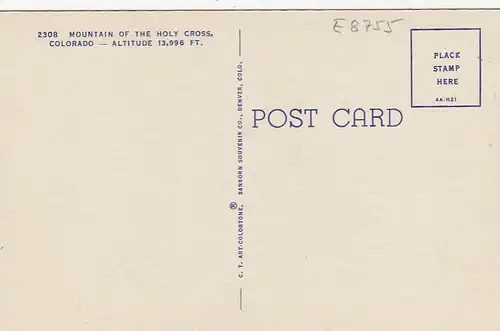 2308 MOUNTAIN OF THE HOLY CROSS,
COLORADO — ALTITUDE 13,996 FT.
E 8755
PLACE
STAMP
HERE
4A-H21
POST CARD
C. T. ART-COLORTONE, ® SANBORN SOUVENIR CO., DENVER, COLO.